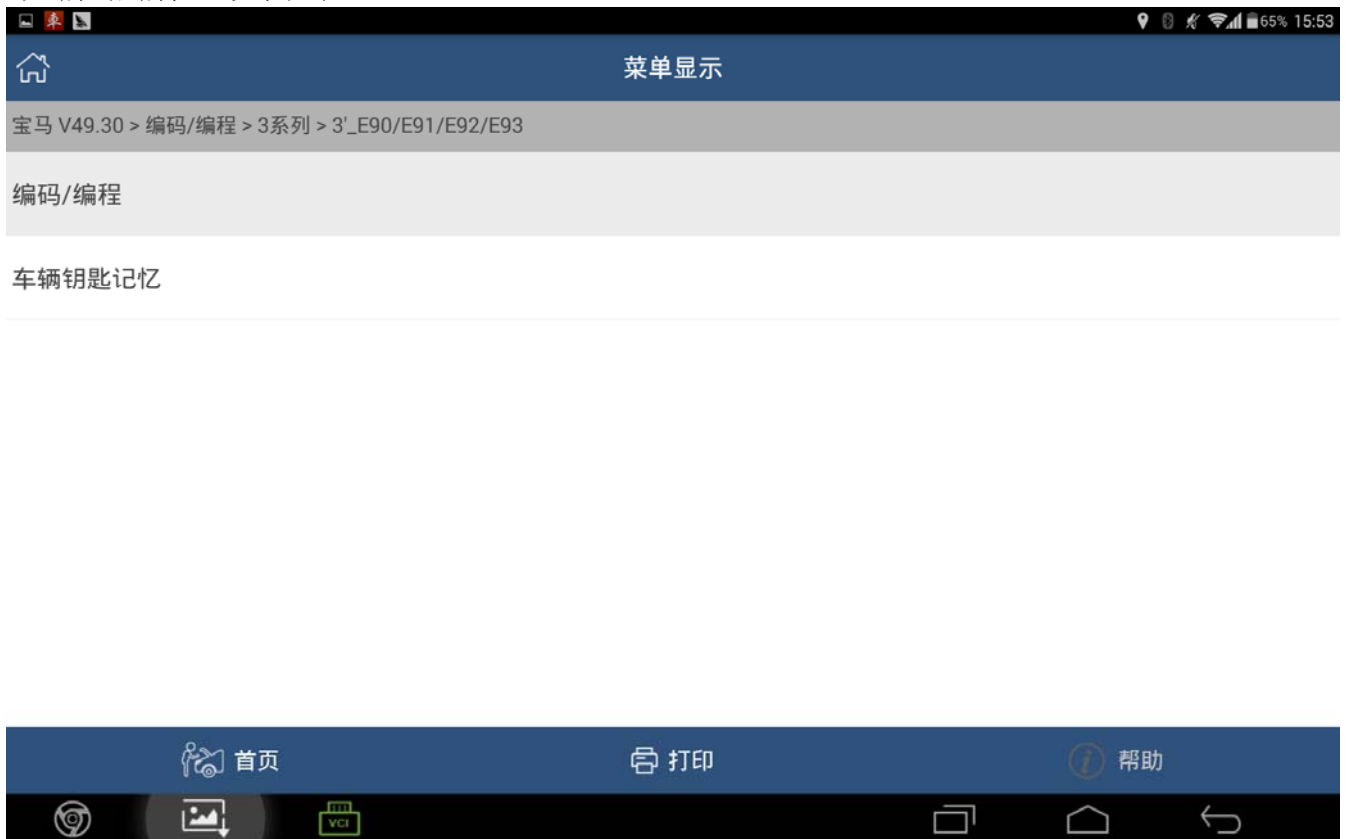 65% 15:53
菜单显示
宝马 V49.30 > 编码/编程 > 3系列 > 3'_E90/E91/E92/E93
编码/编程
车辆钥匙记忆
首页
打印
帮助
VCI